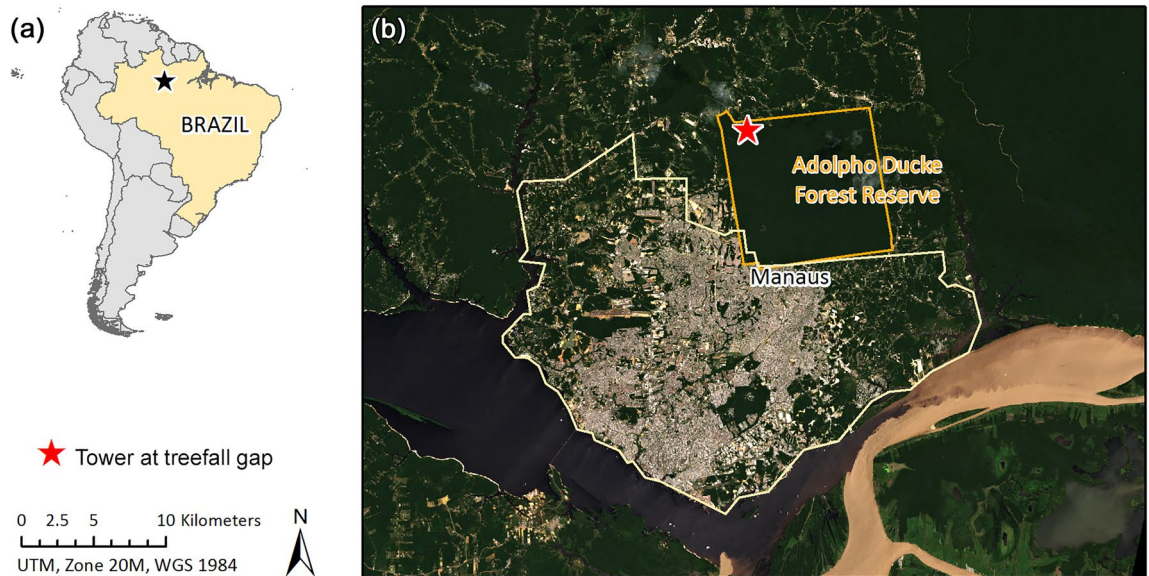 (a)
BRAZIL
Tower at treefall gap
0 2.5 5 10 Kilometers
N
UTM, Zone 20M, WGS 1984
(b)
Adolpho Ducke
Forest Reserve
Manaus